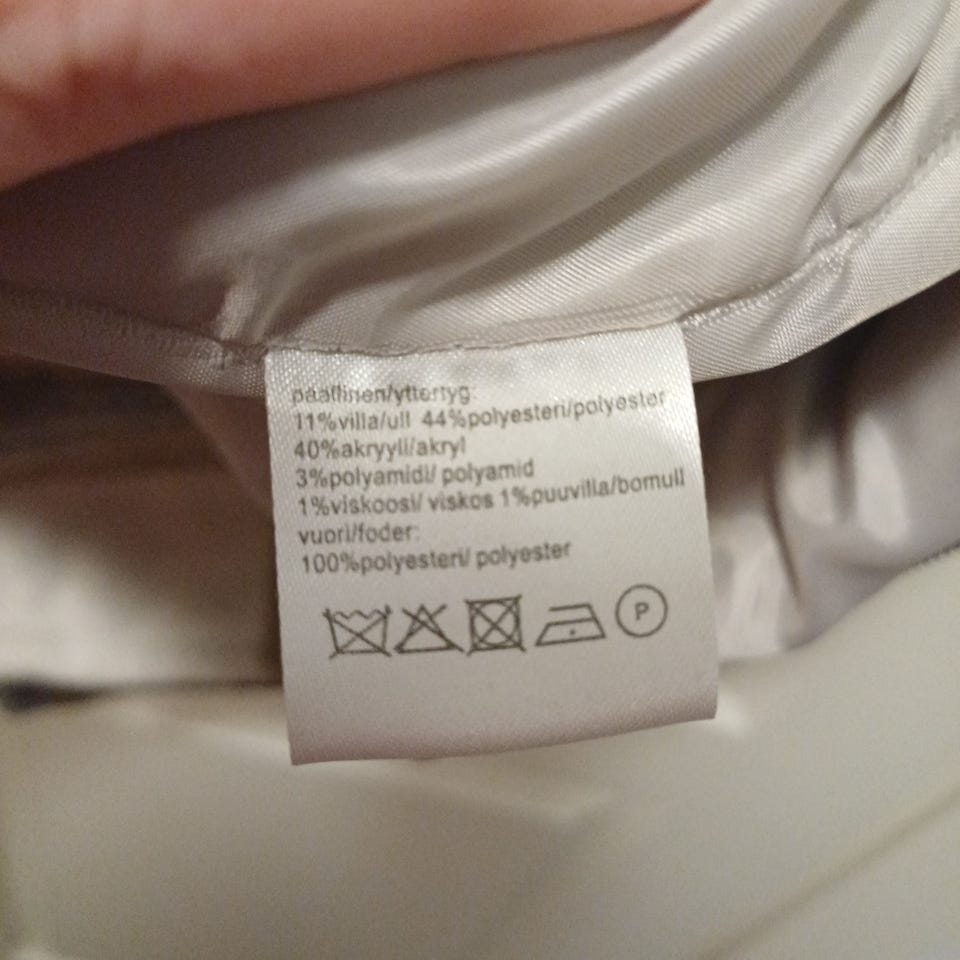 päällinen/yttertyg:
11%villa/ull 44%polyesteri/polyester
40%akryyli/akryl
3%polyamidi/ polyamid
1%viskoosi/ viskos 1%puuvilla/bomull
vuori/foder:
100%polyesteri/ polyester
P